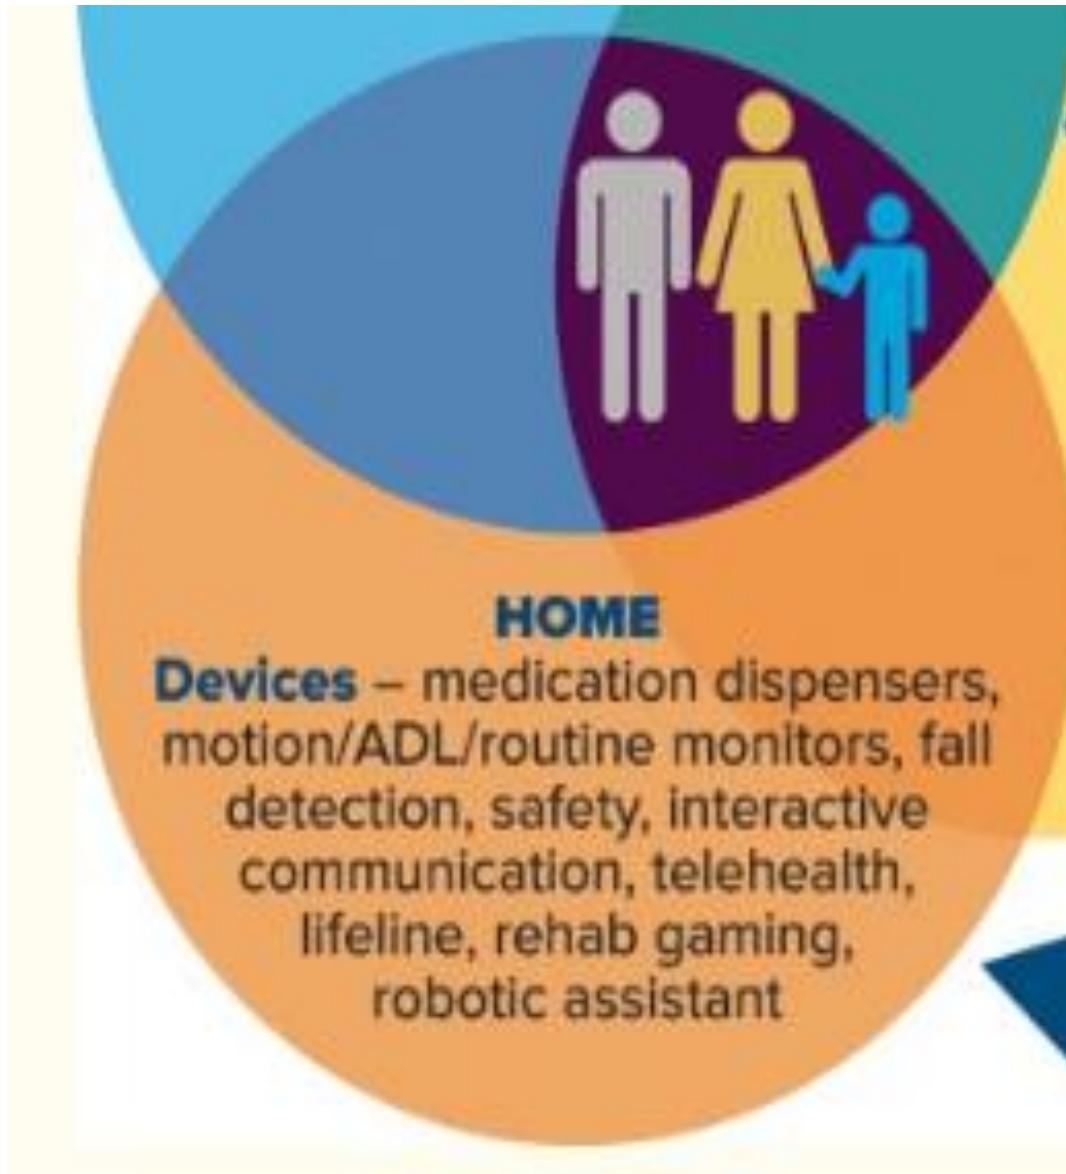 HOME
Devices – medication dispensers,
motion/ADL/routine monitors, fall
detection, safety, interactive
communication, telehealth,
lifeline, rehab gaming,
robotic assistant